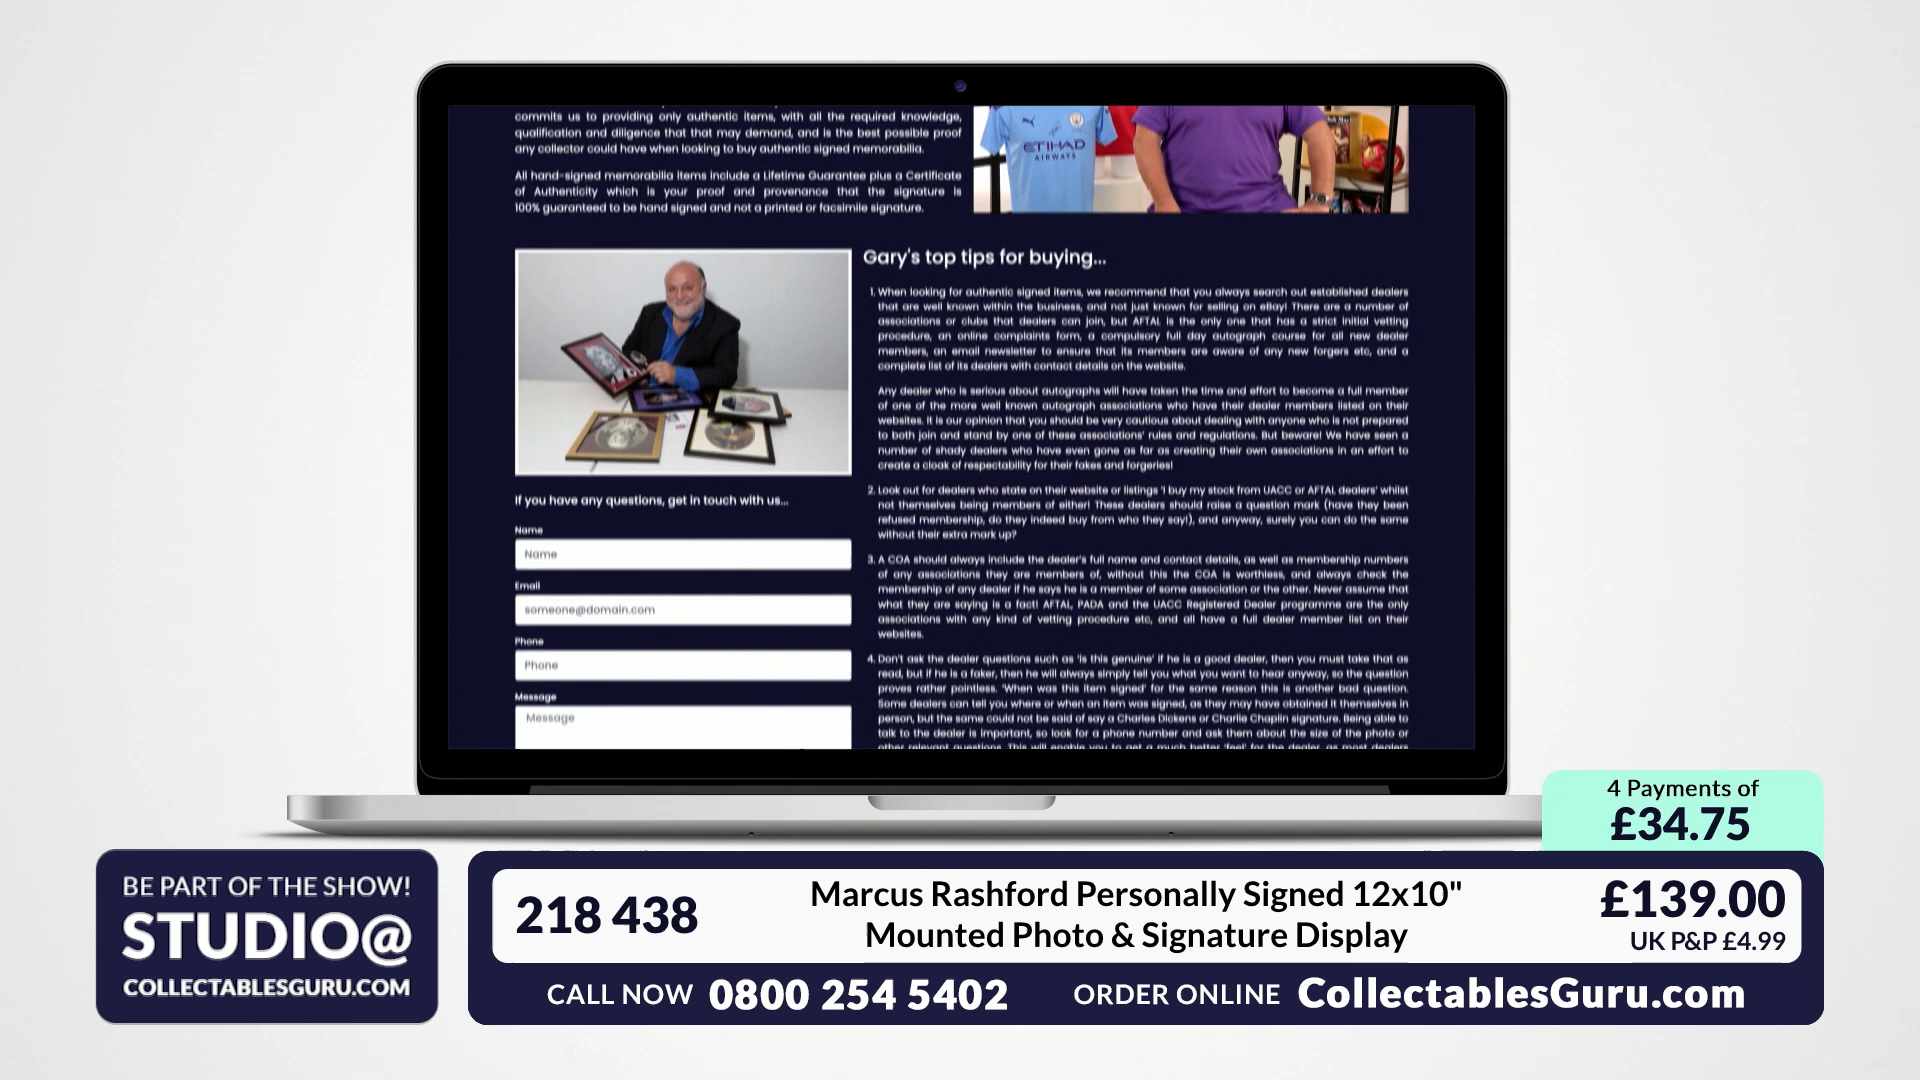 commits us to providing only authentic items, with all the required knowledge,
qualification and diligence that that may demand, and is the best possible proof
any collector could have when looking to buy authentic signed memorabilia.
All hand-signed memorabilia items include a Lifetime Guarantee plus a Certificate
of Authenticity which is your proof and provenance that the signature is
100% guaranteed to be hand signed and not a printed or facsimile signature.
ETIHAD
AIRWAYS
Gary's top tips for buying...
1. When looking for authentic signed items, we recommend that you always search out established dealers
that are well known within the business, and not just known for selling on eBay! There are a number of
associations or clubs that dealers can join, but AFTAL is the only one that has a strict initial vetting
procedure, an online complaints form, a compulsory full day autograph course for all new dealer
members, an email newsletter to ensure that its members are aware of any new forgers etc, and a
complete list of its dealers with contact details on the website.
Any dealer who is serious about autographs will have taken the time and effort to become a full member
of one of the more well known autograph associations who have their dealer members listed on their
websites. It is our opinion that you should be very cautious about dealing with anyone who is not prepared
to both join and stand by one of these associations' rules and regulations. But beware! We have seen a
number of shady dealers who have even gone as far as creating their own associations in an effort to
create a cloak of respectability for their fakes and forgeries!
2. Look out for dealers who state on their website or listings 'I buy my stock from UACC or AFTAL dealers' whilst
not themselves being members of either! These dealers should raise a question mark (have they been
refused membership, do they indeed buy from who they say!), and anyway, surely you can do the same
without their extra mark up?
3. A COA should always include the dealer's full name and contact details, as well as membership numbers
of any associations they are members of, without this the COA is worthless, and always check the
membership of any dealer if he says he is a member of some association or the other. Never assume that
what they are saying is a fact! AFTAL, PADA and the UACC Registered Dealer programme are the only
associations with any kind of vetting procedure etc, and all have a full dealer member list on their
websites.
4. Don't ask the dealer questions such as 'is this genuine' if he is a good dealer, then you must take that as
read, but if he is a faker, then he will always simply tell you what you want to hear anyway, so the question
proves rather pointless. 'When was this item signed' for the same reason this is another bad question.
Some dealers can tell you where or when an item was signed, as they may have obtained it themselves in
person, but the same could not be said of say a Charles Dickens or Charlie Chaplin signature. Being able to
talk to the dealer is important, so look for a phone number and ask them about the size of the photo or
other relevant questions. This will enable you to get a much better 'feel' for the dealer, as most dealers
If you have any questions, get in touch with us...
Name
Name
Email
someone@domain.com
Phone
Phone
Message
Message
4 Payments of
£34.75
BE PART OF THE SHOW!
STUDIO@
COLLECTABLESGURU.COM
218 438
Marcus Rashford Personally Signed 12x10"
Mounted Photo & Signature Display
£139.00
UK P&P £4.99
CALL NOW 0800 254 5402
ORDER ONLINE CollectablesGuru.com